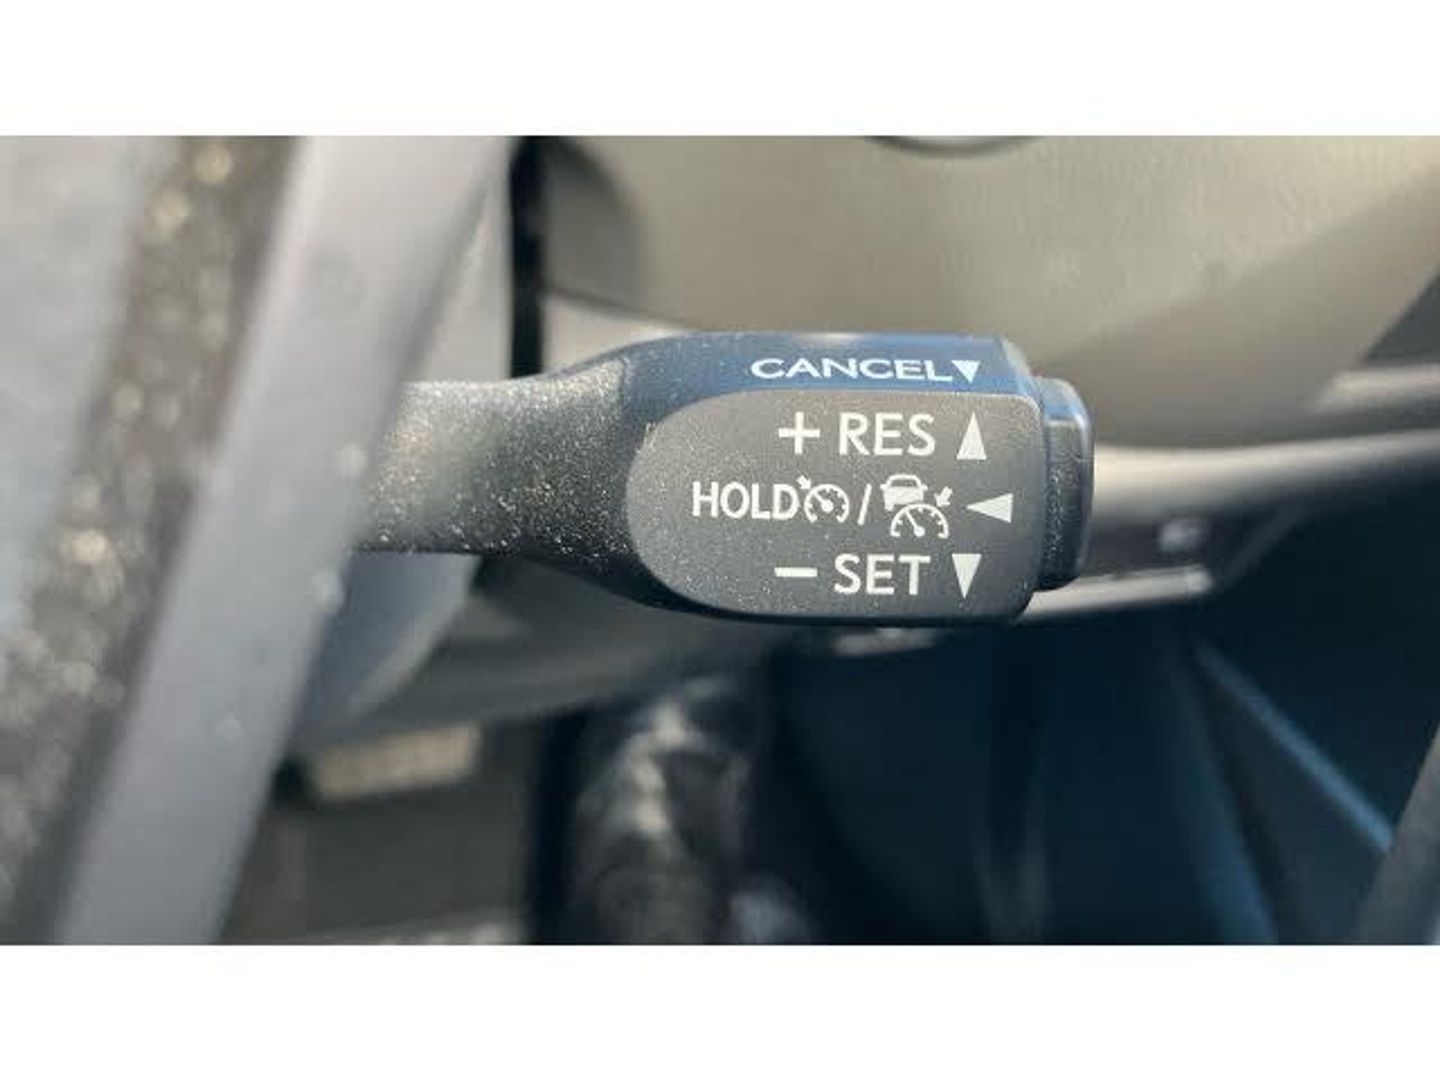 CANCEL▼
+ RES ▲
HOLD / ◀
− SET ▼